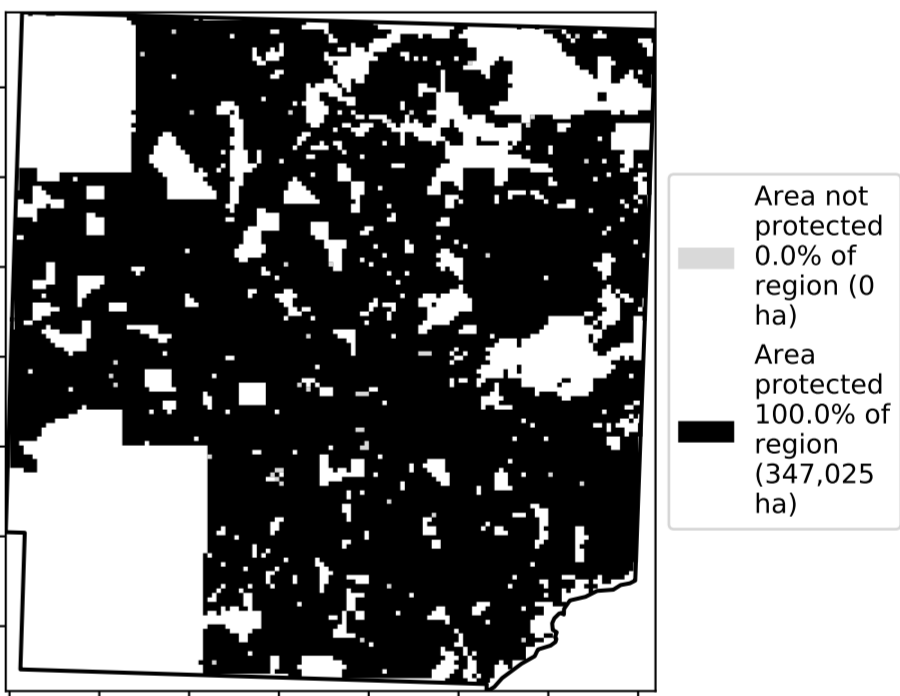 Area not
protected
0.0% of
region (0
ha)
Area
protected
100.0% of
region
(347,025
ha)